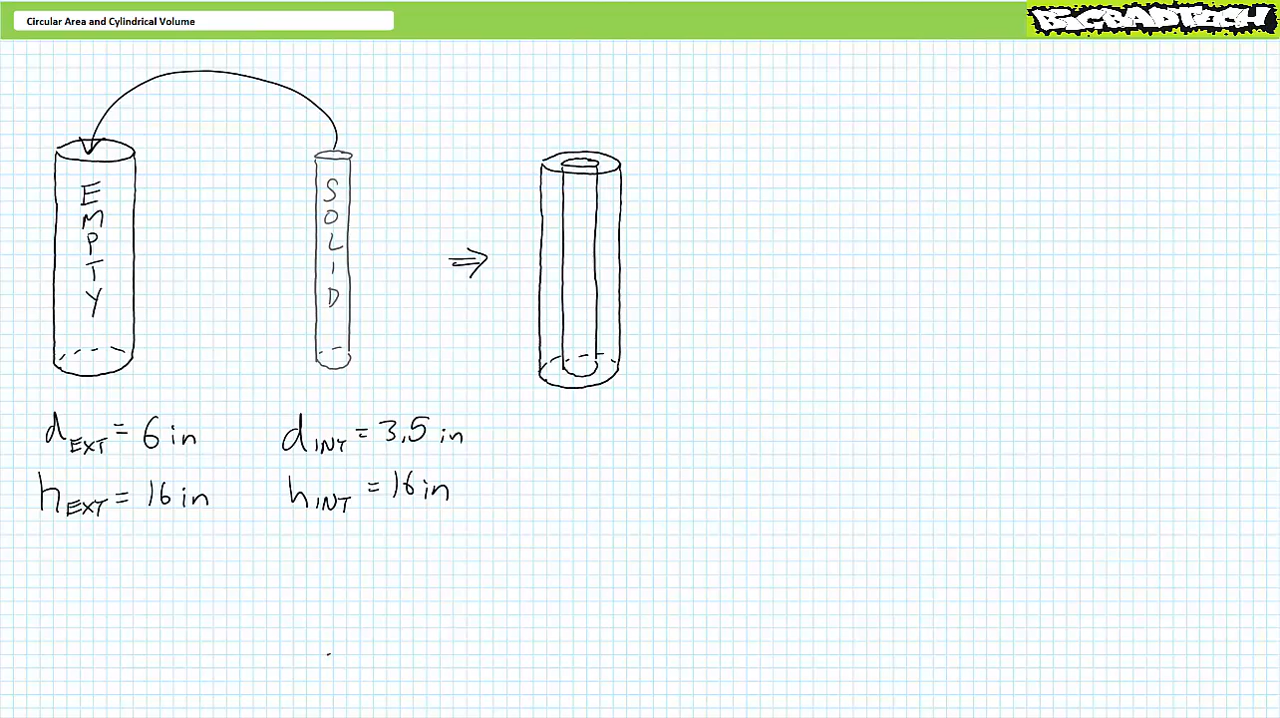 Circular Area and Cylindrical Volume
BIGBADTECH
EMPTY
SOLID
⇒
d_EXT = 6 in
d_INT = 3.5 in
h_EXT = 16 in
h_INT = 16 in